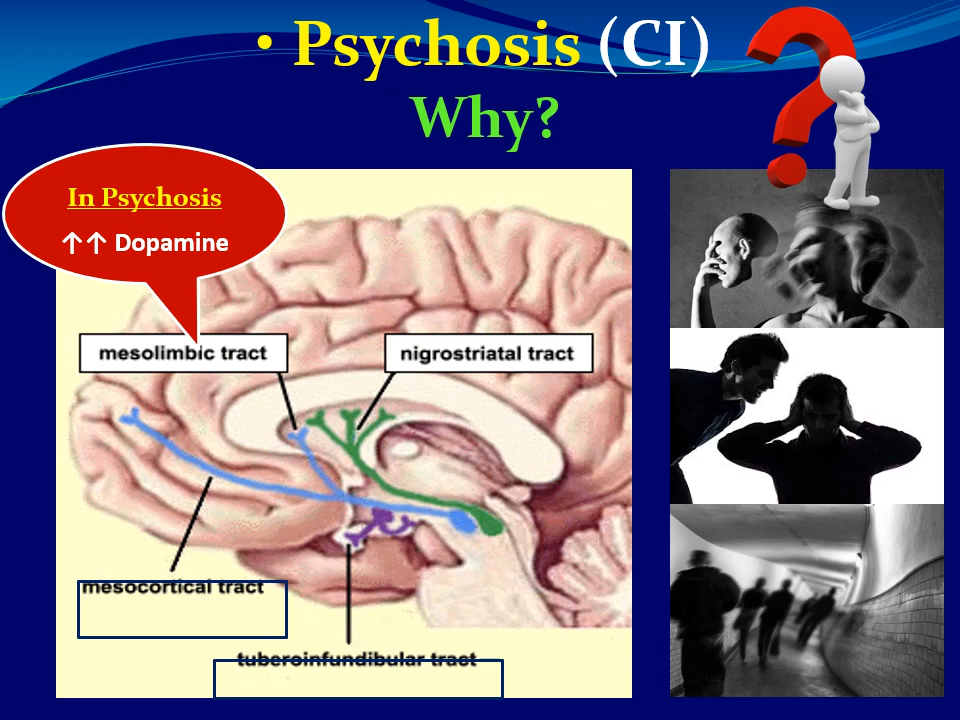 • Psychosis (CI)
Why?
In Psychosis
↑↑ Dopamine
mesolimbic tract
nigrostriatal tract
mesocortical tract
tuberoinfundibular tract